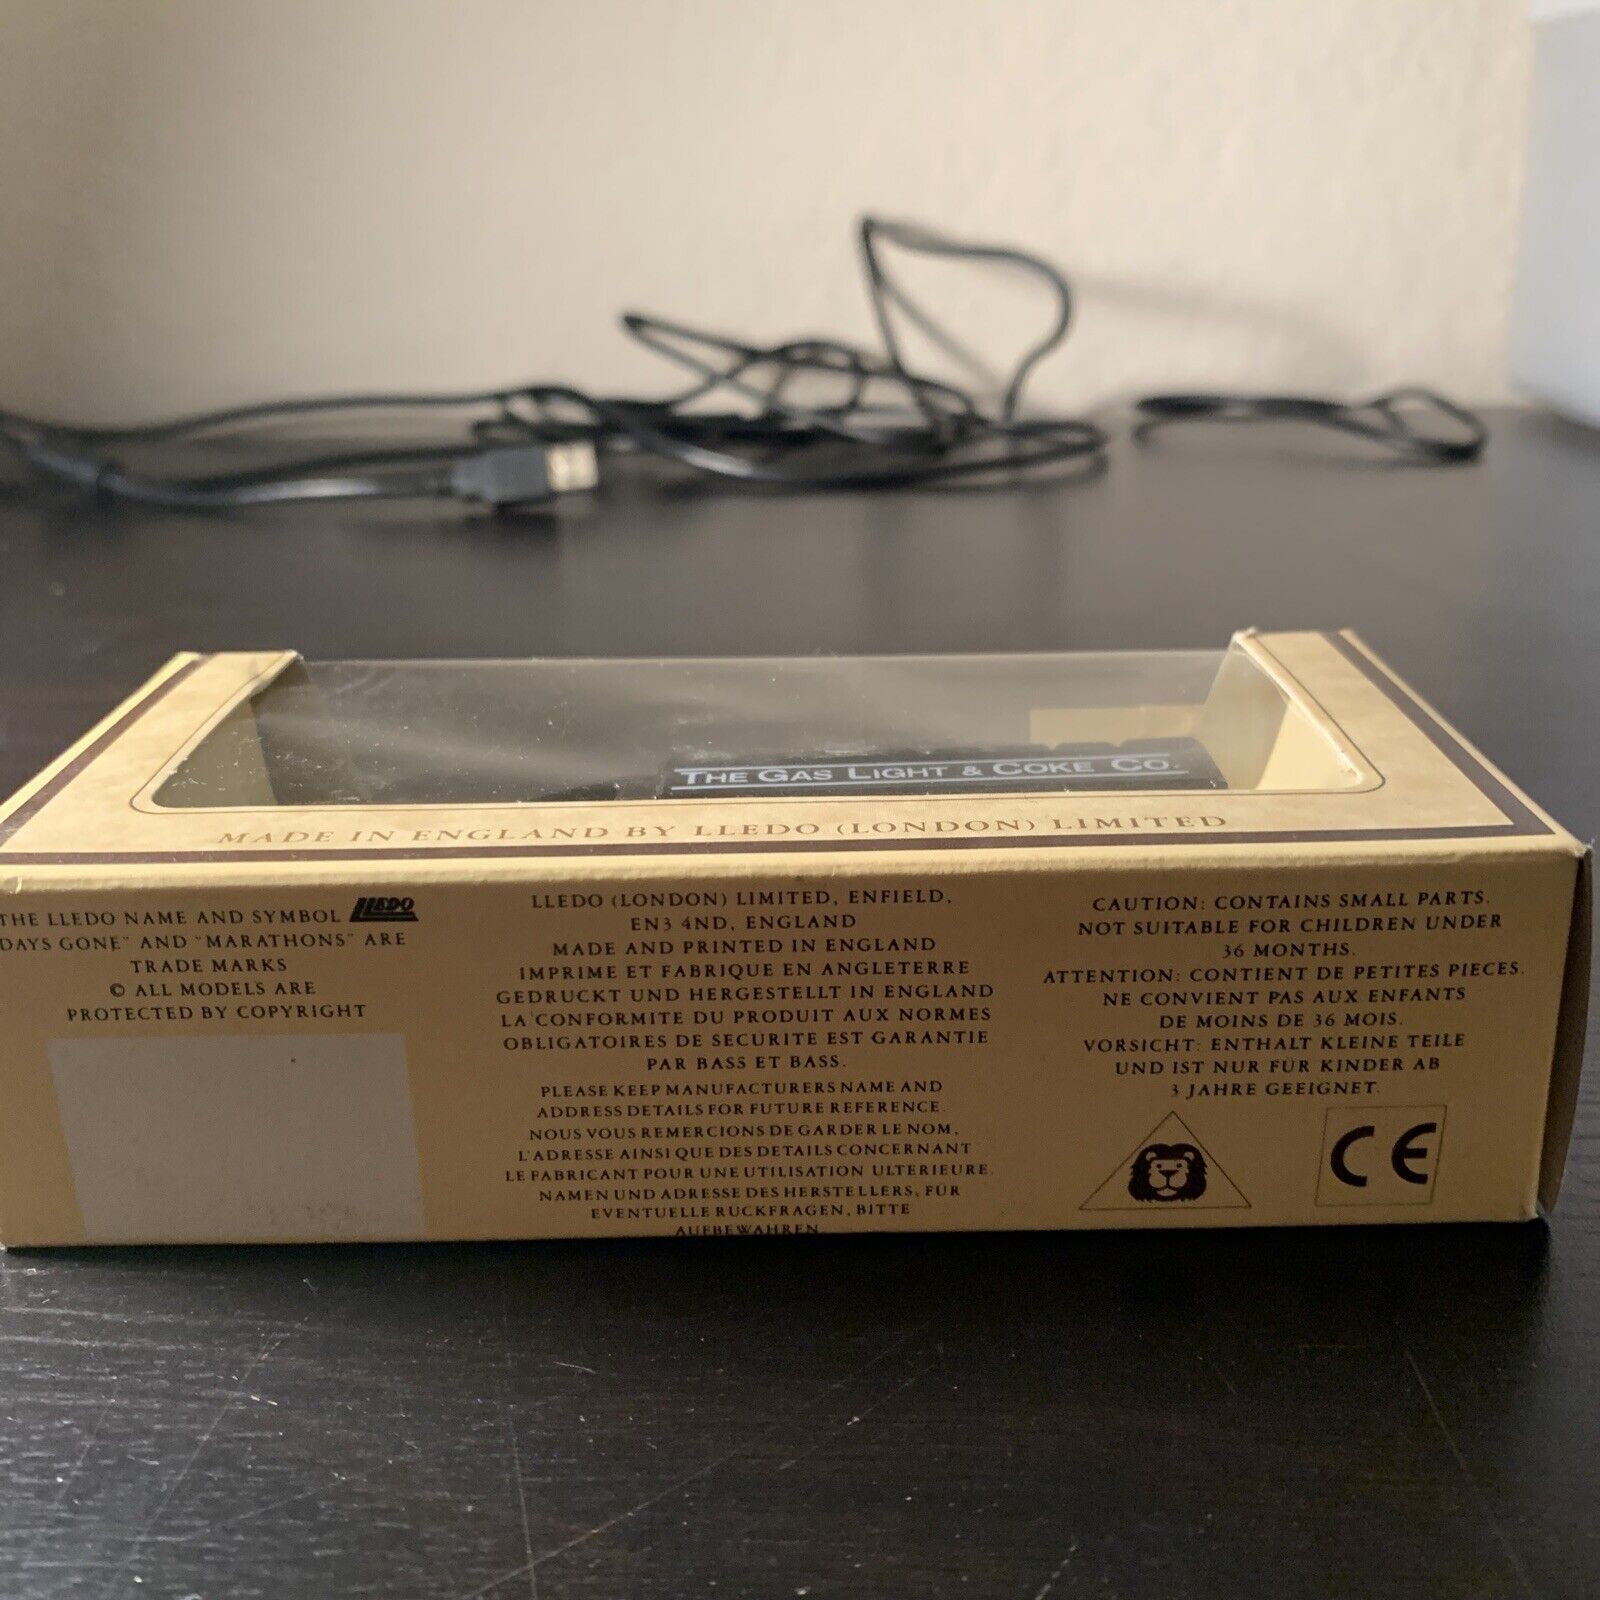 THE GAS LIGHT & COKE CO.
MADE IN ENGLAND BY LLEDO (LONDON) LIMITED
THE LLEDO NAME AND SYMBOL LLEDO
DAYS GONE" AND "MARATHONS" ARE
TRADE MARKS
© ALL MODELS ARE
PROTECTED BY COPYRIGHT
LLEDO (LONDON) LIMITED, ENFIELD,
EN3 4ND, ENGLAND
MADE AND PRINTED IN ENGLAND
IMPRIME ET FABRIQUE EN ANGLETERRE
GEDRUCKT UND HERGESTELLT IN ENGLAND
LA CONFORMITE DU PRODUIT AUX NORMES
OBLIGATOIRES DE SECURITE EST GARANTIE
PAR BASS ET BASS.
PLEASE KEEP MANUFACTURERS NAME AND
ADDRESS DETAILS FOR FUTURE REFERENCE.
NOUS VOUS REMERCIONS DE GARDER LE NOM,
L'ADRESSE AINSI QUE DES DETAILS CONCERNANT
LE FABRICANT POUR UNE UTILISATION ULTERIEURE.
NAMEN UND ADRESSE DES HERSTELLERS, FÜR
EVENTUELLE RUCKFRAGEN, BITTE
AUFBEWAHREN
CAUTION: CONTAINS SMALL PARTS.
NOT SUITABLE FOR CHILDREN UNDER
36 MONTHS.
ATTENTION: CONTIENT DE PETITES PIECES.
NE CONVIENT PAS AUX ENFANTS
DE MOINS DE 36 MOIS.
VORSICHT: ENTHALT KLEINE TEILE
UND IST NUR FÜR KINDER AB
3 JAHRE GEEIGNET.
CE